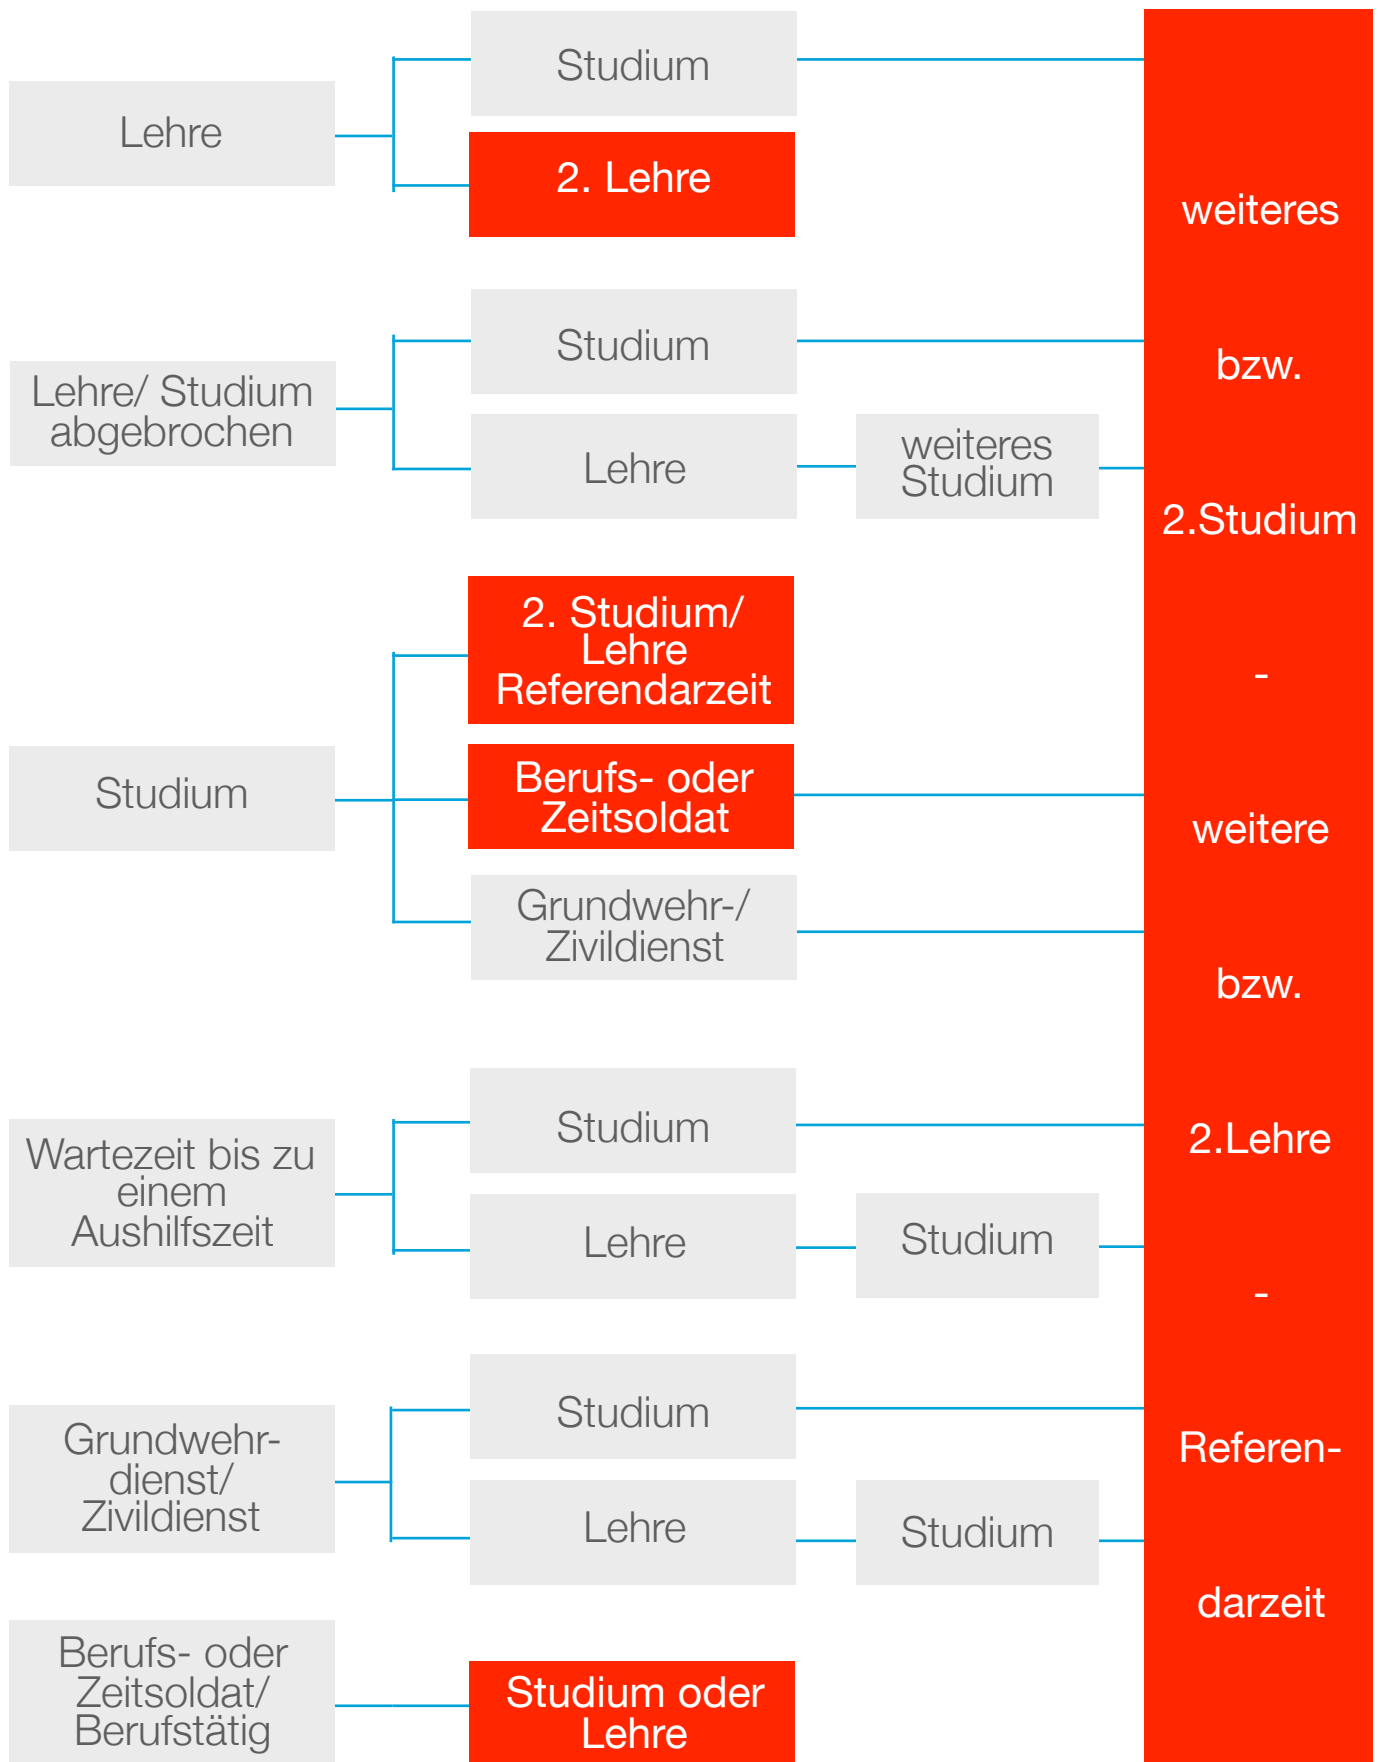 Lehre
Studium
2. Lehre
Lehre/ Studium
abgebrochen
Studium
Lehre
weiteres
Studium
Studium
2. Studium/
Lehre
Referendarzeit
Berufs- oder
Zeitsoldat
Grundwehr-/
Zivildienst
Wartezeit bis zu
einem
Aushilfszeit
Studium
Lehre
Studium
Grundwehr-
dienst/
Zivildienst
Studium
Lehre
Studium
Berufs- oder
Zeitsoldat/
Berufstätig
Studium oder
Lehre
weiteres
bzw.
2.Studium
-
weitere
bzw.
2.Lehre
-
Referen-
darzeit